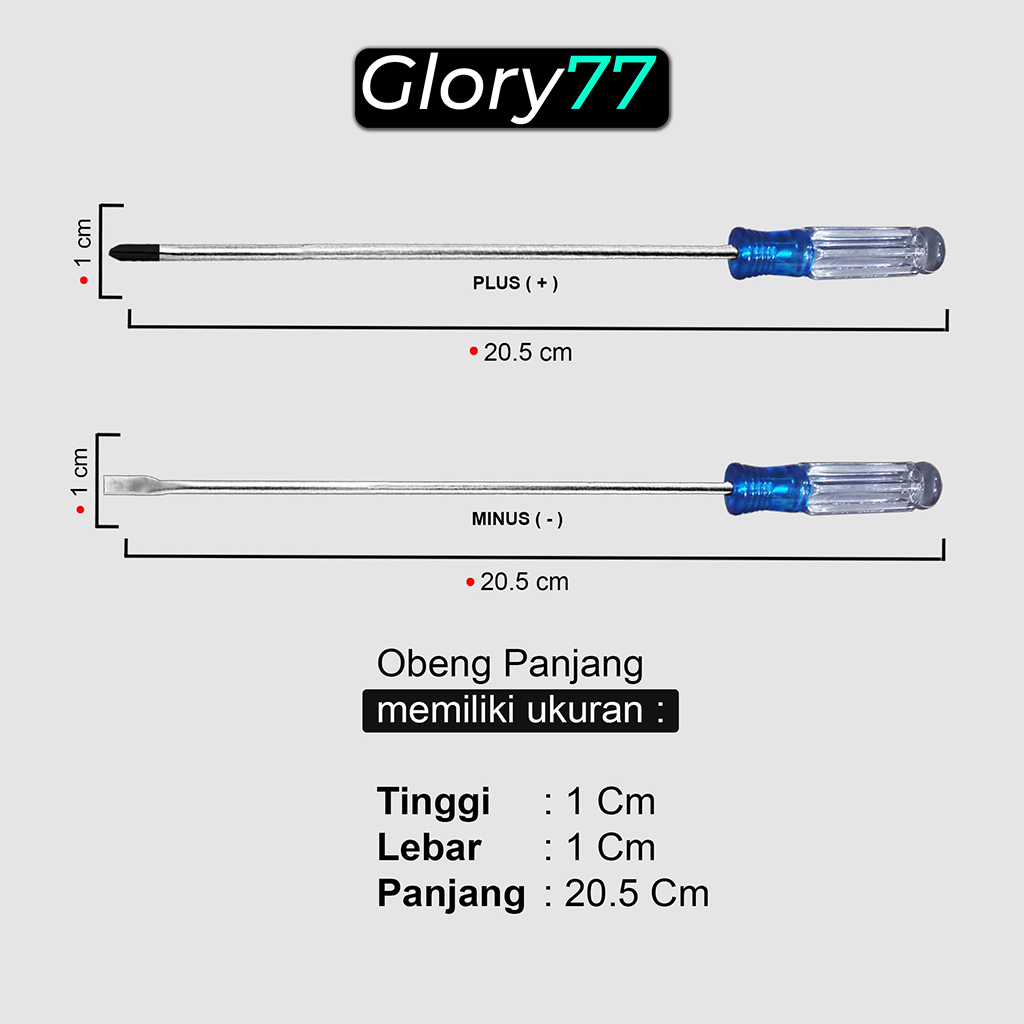 Glory77
1 cm
PLUS ( + )
20.5 cm
1 cm
MINUS ( - )
20.5 cm
Obeng Panjang
memiliki ukuran :
Tinggi : 1 Cm
Lebar : 1 Cm
Panjang : 20.5 Cm